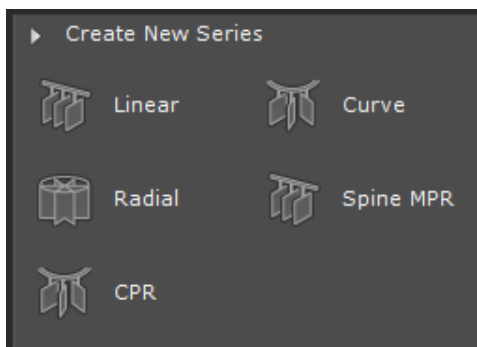 Create New Series
Linear
Curve
Radial
Spine MPR
CPR